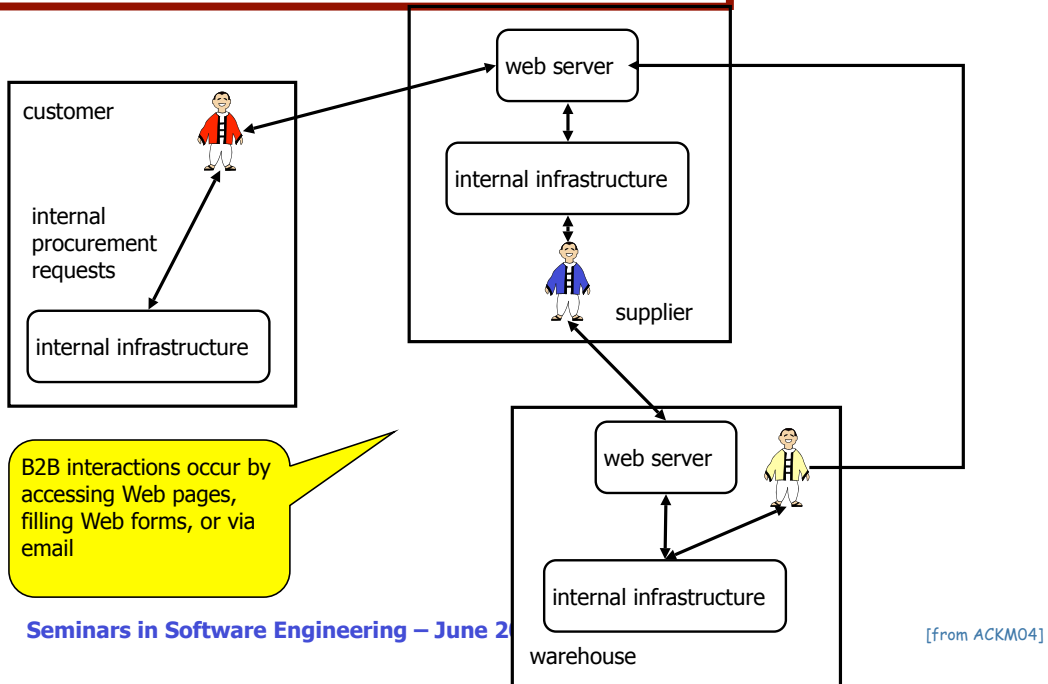 web server
customer
internal infrastructure
internal
procurement
requests
supplier
internal infrastructure
web server
B2B interactions occur by
accessing Web pages,
filling Web forms, or via
email
internal infrastructure
Seminars in Software Engineering – June
[from ACKM04]
warehouse